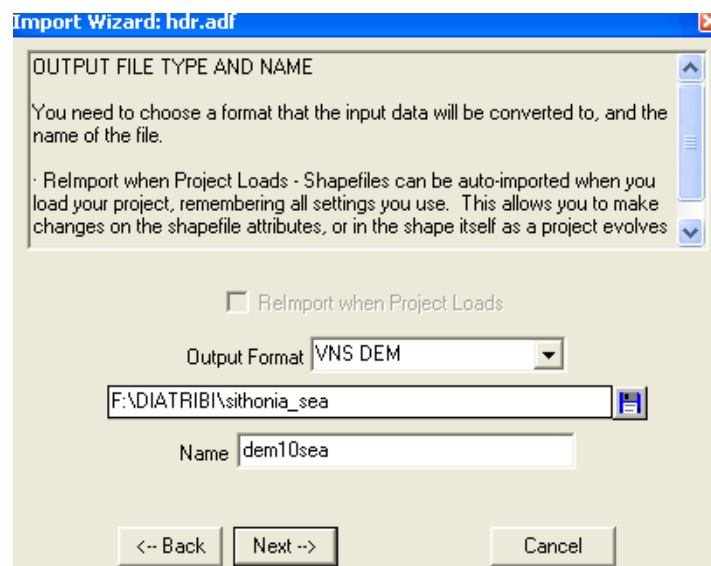 Import Wizard: hdr.adf
OUTPUT FILE TYPE AND NAME
You need to choose a format that the input data will be converted to, and the
name of the file.
· ReImport when Project Loads - Shapefiles can be auto-imported when you
load your project, remembering all settings you use. This allows you to make
changes on the shapefile attributes, or in the shape itself as a project evolves
ReImport when Project Loads
Output Format VNS DEM
F:\DIATRIBI\sithonia_sea
Name dem10sea
<-- Back Next --> Cancel